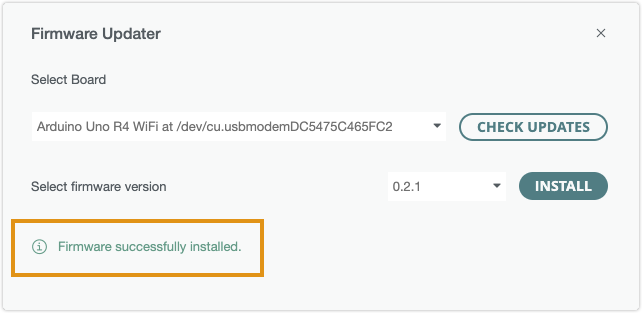 Firmware Updater
Select Board
Arduino Uno R4 WiFi at /dev/cu.usbmodemDC5475C465FC2
CHECK UPDATES
Select firmware version
0.2.1
INSTALL
Firmware successfully installed.